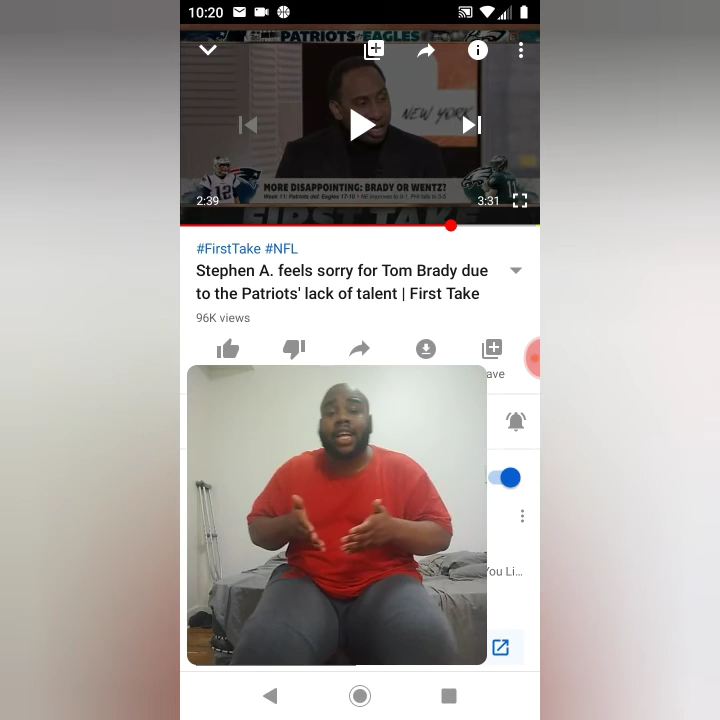 10:20
PATRIOTS EAGLES
NEW YORK
12
MORE DISAPPOINTING: BRADY OR WENTZ?
2:39
3:31
FIRST TAKE
#FirstTake #NFL
Stephen A. feels sorry for Tom Brady due
to the Patriots' lack of talent | First Take
96K views
ave
You Li...